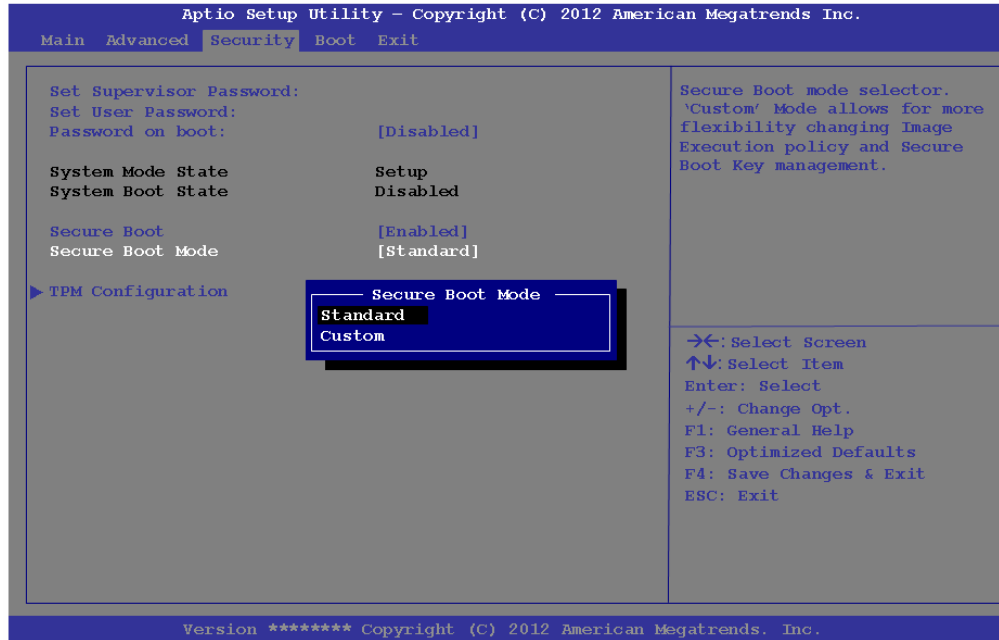 Aptio Setup Utility – Copyright (C) 2012 American Megatrends Inc.
Main Advanced Security Boot Exit
Set Supervisor Password:
Set User Password:
Password on boot: [Disabled]
System Mode State Setup
System Boot State Disabled
Secure Boot [Enabled]
Secure Boot Mode [Standard]
TPM Configuration
Secure Boot Mode
Standard
Custom
Secure Boot mode selector.
‘Custom’ Mode allows for more
flexibility changing Image
Execution policy and Secure
Boot Key management.
→←: Select Screen
↑↓: Select Item
Enter: Select
+/-: Change Opt.
F1: General Help
F3: Optimized Defaults
F4: Save Changes & Exit
ESC: Exit
Version ******** Copyright (C) 2012 American Megatrends. Inc.